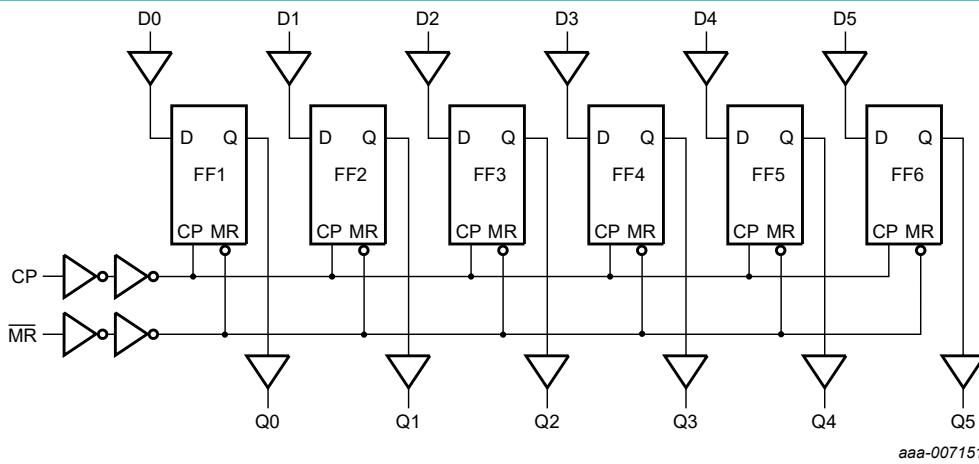 D0 D1 D2 D3 D4 D5
D Q D Q D Q D Q D Q D Q
FF1 FF2 FF3 FF4 FF5 FF6
CP MR CP MR CP MR CP MR CP MR CP MR
CP
M̅R̅
Q0 Q1 Q2 Q3 Q4 Q5
aaa-007151